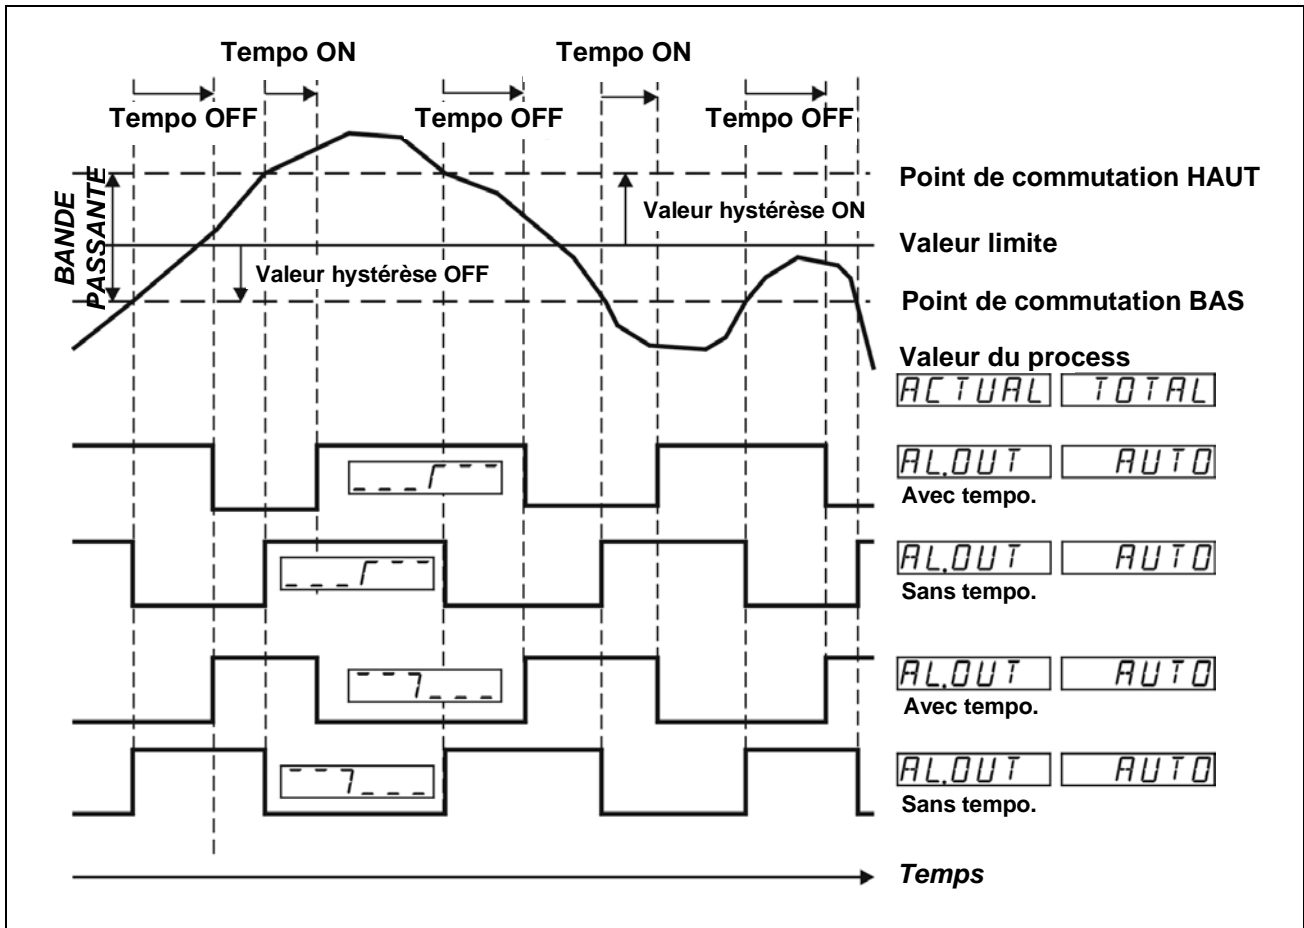 Tempo ON
Tempo ON
Tempo OFF
Tempo OFF
Tempo OFF
BANDE
PASSANTE
Point de commutation HAUT
Valeur hystérèse ON
Valeur limite
Valeur hystérèse OFF
Point de commutation BAS
Valeur du process
ACTUAL TOTAL
AL.OUT AUTO
Avec tempo.
AL.OUT AUTO
Sans tempo.
AL.OUT AUTO
Avec tempo.
AL.OUT AUTO
Sans tempo.
Temps